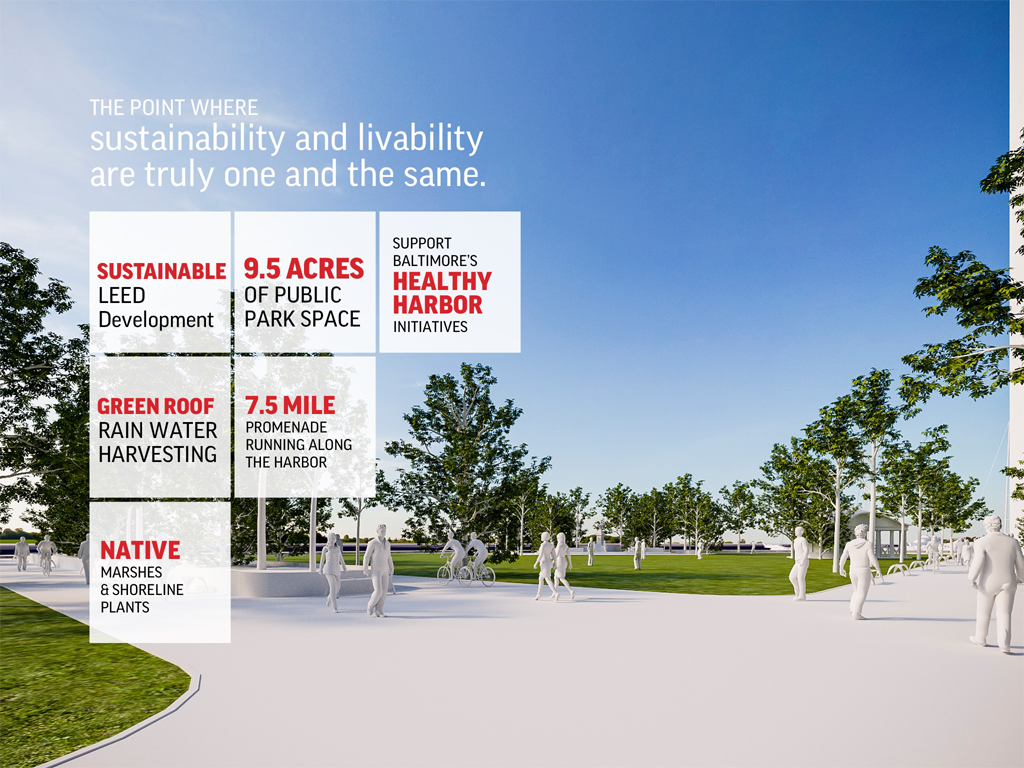 THE POINT WHERE
sustainability and livability
are truly one and the same.
SUSTAINABLE
LEED
Development
9.5 ACRES
OF PUBLIC
PARK SPACE
SUPPORT
BALTIMORE'S
HEALTHY
HARBOR
INITIATIVES
GREEN ROOF
RAIN WATER
HARVESTING
7.5 MILE
PROMENADE
RUNNING ALONG
THE HARBOR
NATIVE
MARSHES
& SHORELINE
PLANTS